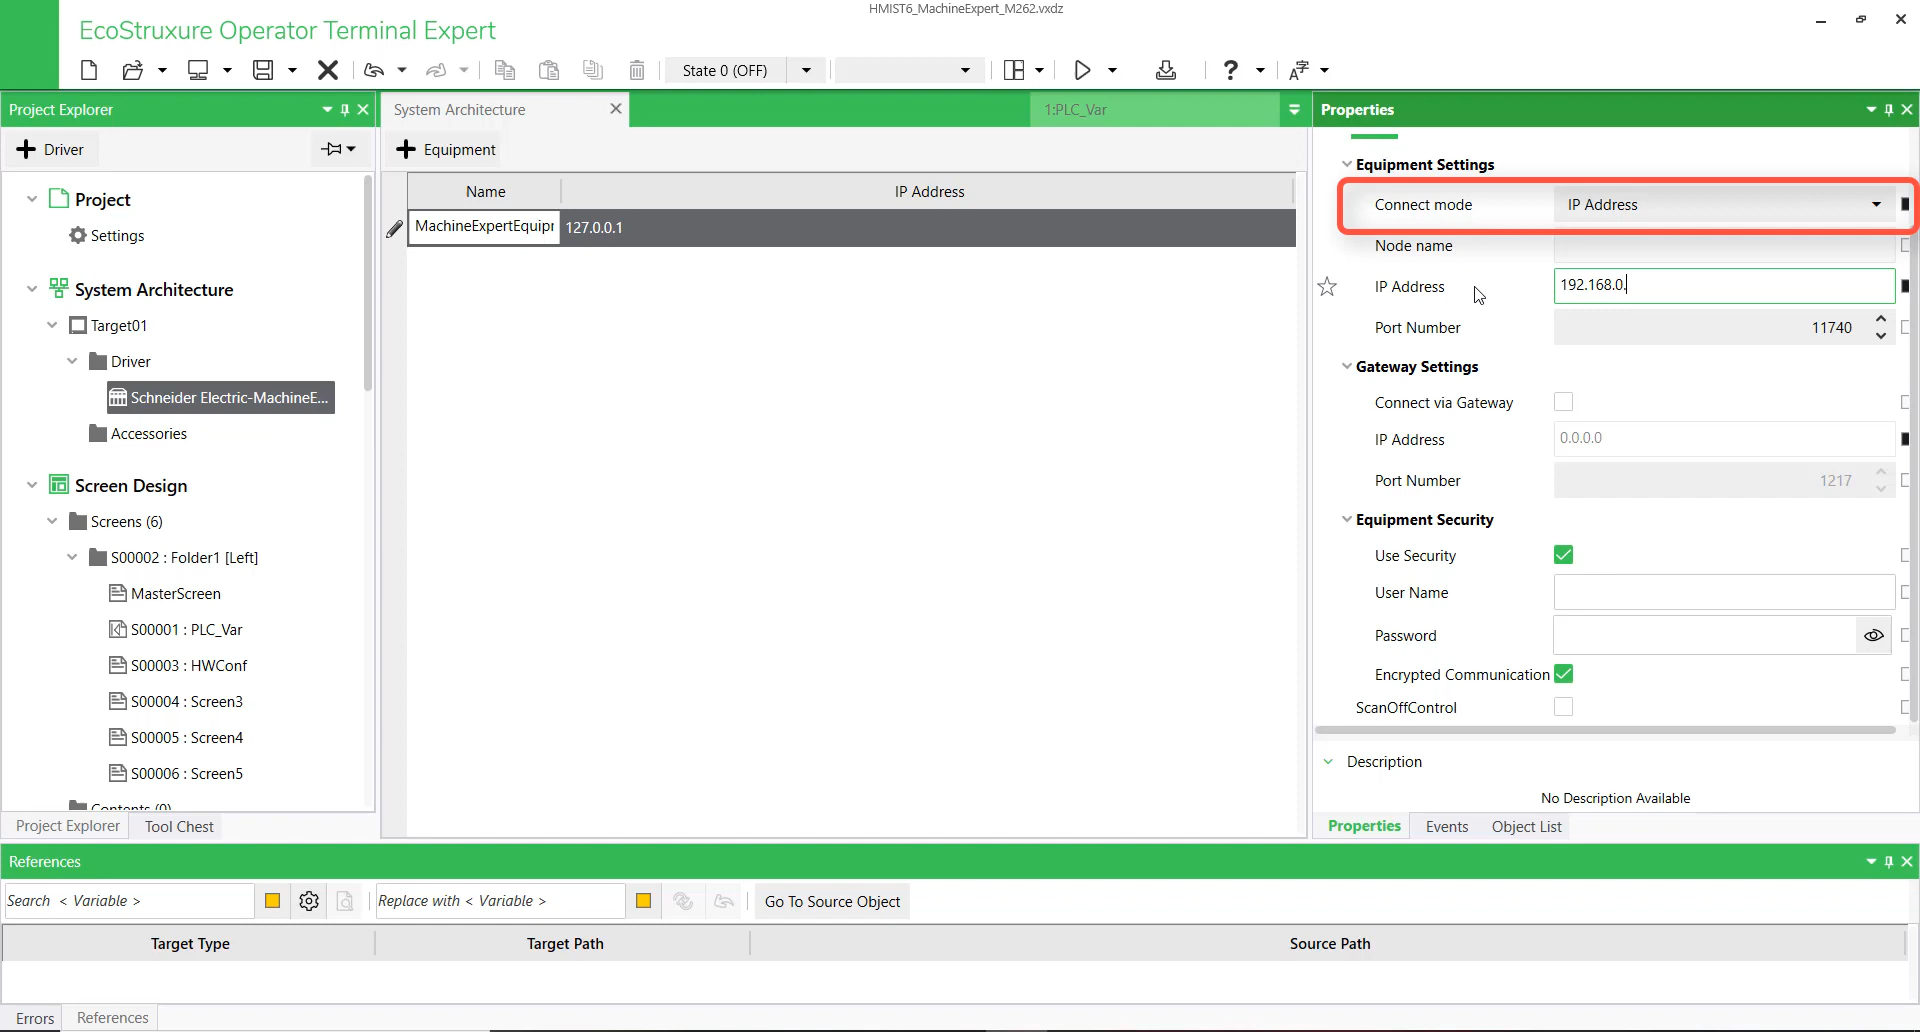 HMIST6_MachineExpert_M262.vxdz
EcoStruxure Operator Terminal Expert
State 0 (OFF)
Project Explorer
System Architecture
1:PLC_Var
Properties
Driver
Equipment
Project
Settings
System Architecture
Target01
Driver
Schneider Electric-MachineE...
Accessories
Screen Design
Screens (6)
S00002 : Folder1 [Left]
MasterScreen
S00001 : PLC_Var
S00003 : HWConf
S00004 : Screen3
S00005 : Screen4
S00006 : Screen5
Contents (0)
Project Explorer
Tool Chest
Name
IP Address
MachineExpertEquipr
127.0.0.1
Equipment Settings
Connect mode
IP Address
Node name
IP Address
192.168.0.
Port Number
11740
Gateway Settings
Connect via Gateway
IP Address
0.0.0.0
Port Number
1217
Equipment Security
Use Security
User Name
Password
Encrypted Communication
ScanOffControl
Description
No Description Available
Properties
Events
Object List
References
Search < Variable >
Replace with < Variable >
Go To Source Object
Target Type
Target Path
Source Path
Errors
References